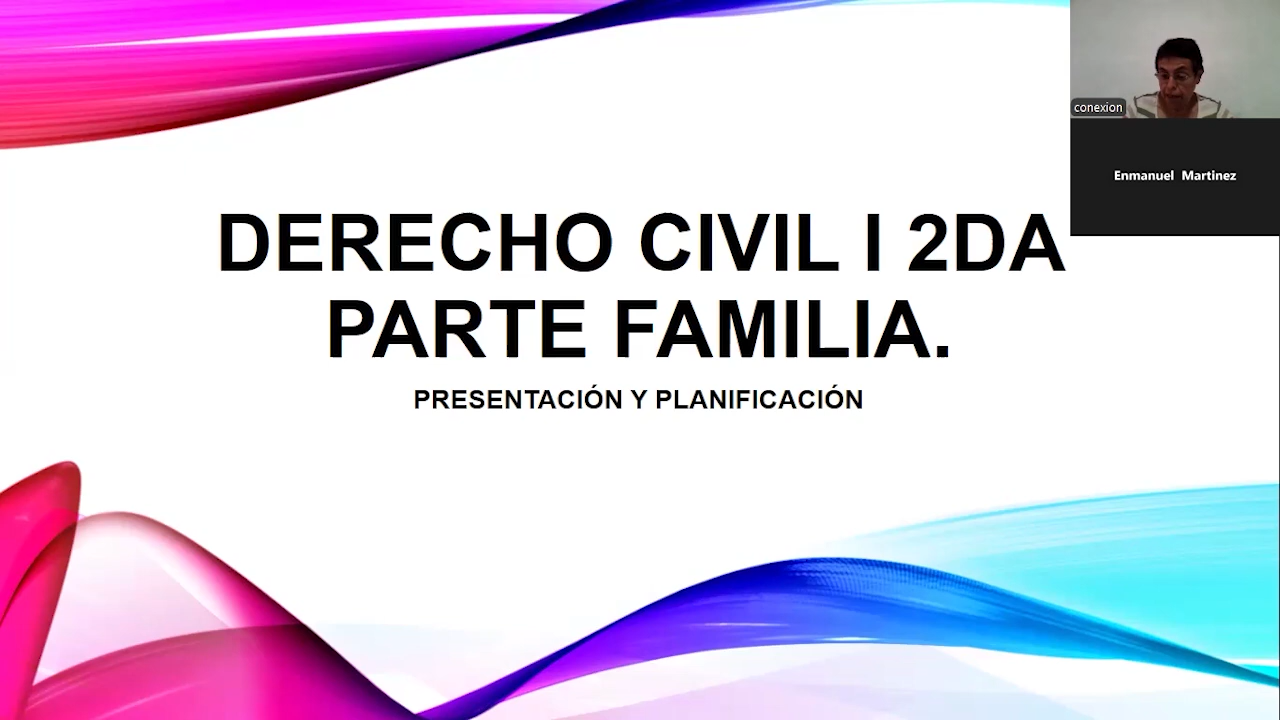 DERECHO CIVIL I 2DA
PARTE FAMILIA.
PRESENTACIÓN Y PLANIFICACIÓN
conexion
Enmanuel Martinez